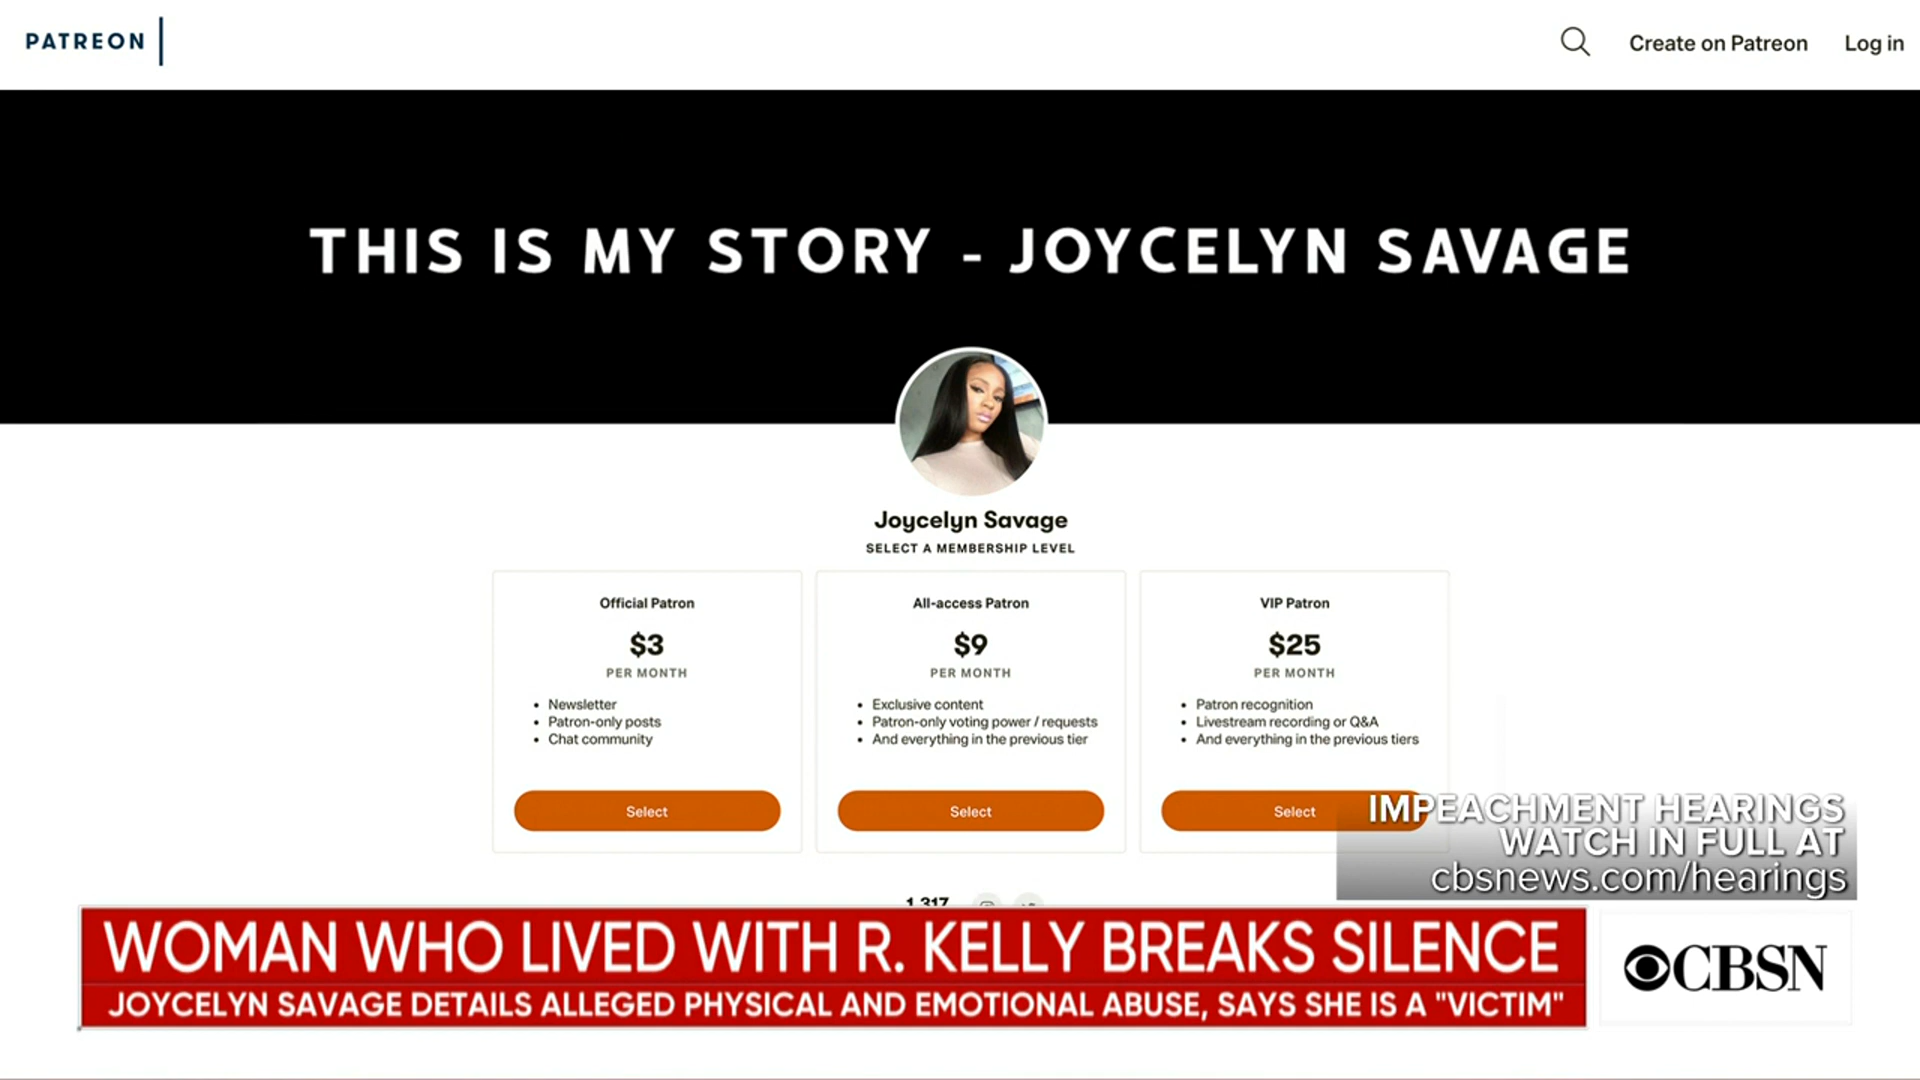 PATREON
Create on Patreon
Log in
THIS IS MY STORY - JOYCELYN SAVAGE
Joycelyn Savage
SELECT A MEMBERSHIP LEVEL
Official Patron
$3
PER MONTH
• Newsletter
• Patron-only posts
• Chat community
Select
All-access Patron
$9
PER MONTH
• Exclusive content
• Patron-only voting power / requests
• And everything in the previous tier
Select
VIP Patron
$25
PER MONTH
• Patron recognition
• Livestream recording or Q&A
• And everything in the previous tiers
Select
IMPEACHMENT HEARINGS
WATCH IN FULL AT
cbsnews.com/hearings
1,317
WOMAN WHO LIVED WITH R. KELLY BREAKS SILENCE
JOYCELYN SAVAGE DETAILS ALLEGED PHYSICAL AND EMOTIONAL ABUSE, SAYS SHE IS A "VICTIM"
CBSN